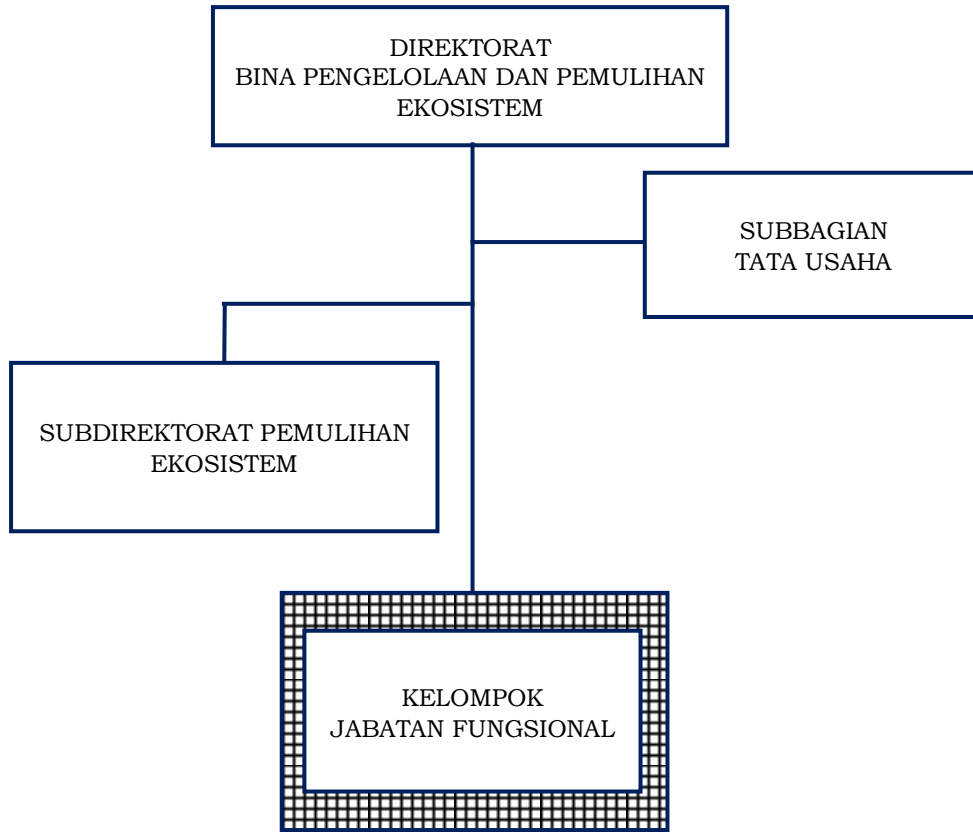 DIREKTORAT
BINA PENGELOLAAN DAN PEMULIHAN
EKOSISTEM
SUBBAGIAN
TATA USAHA
SUBDIREKTORAT PEMULIHAN
EKOSISTEM
KELOMPOK
JABATAN FUNGSIONAL